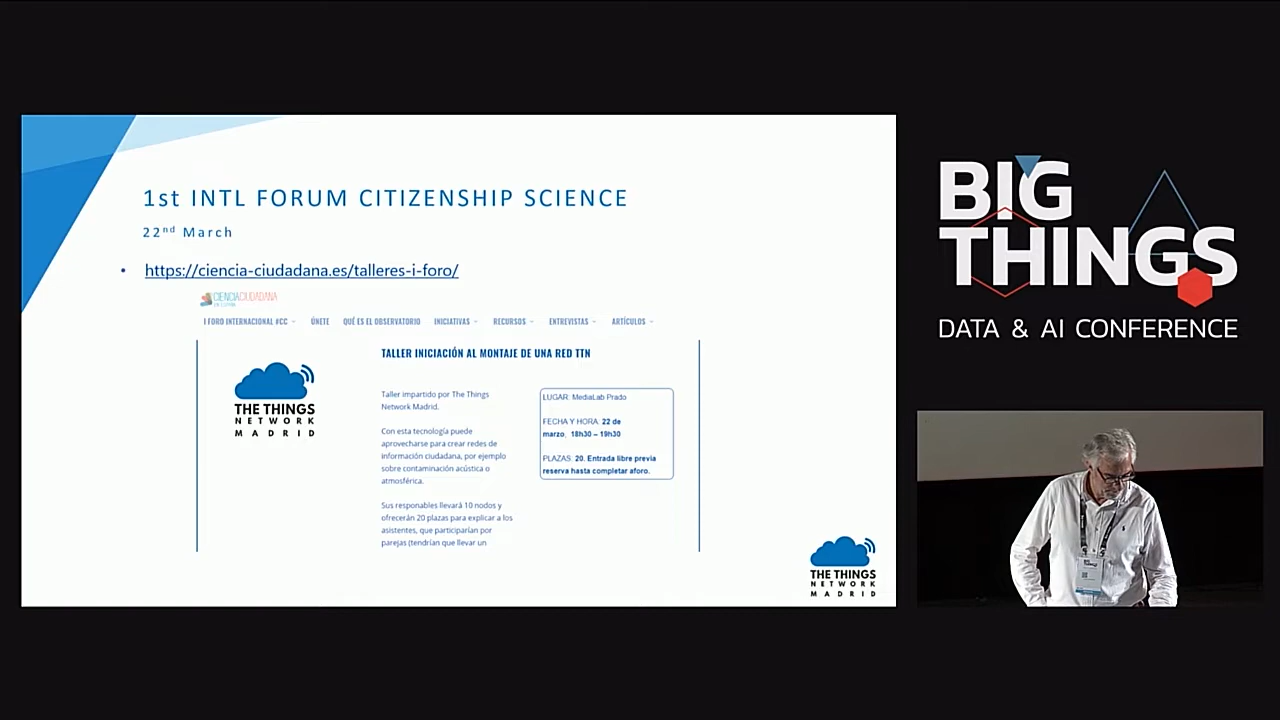 1st INTL FORUM CITIZENSHIP SCIENCE
22nd March
• https://ciencia-ciudadana.es/talleres-i-foro/
CIENCIACIUDADANA
I FORO INTERNACIONAL #CC ÚNETE QUÉ ES EL OBSERVATORIO INICIATIVAS RECURSOS ENTREVISTAS ARTÍCULOS
TALLER INICIACIÓN AL MONTAJE DE UNA RED TTN
THE THINGS
NETWORK
MADRID
Taller impartido por The Things
Network Madrid.
Con esta tecnología puede
aprovecharse para crear redes de
información ciudadana, por ejemplo
sobre contaminación acústica o
atmosférica.
Sus responsables llevará 10 nodos y
ofrecerán 20 plazas para explicar a los
asistentes, que participarían por
parejas (tendrían que llevar un
LUGAR: MediaLab Prado
FECHA Y HORA: 22 de
marzo, 18h30 – 19h30
PLAZAS: 20. Entrada libre previa
reserva hasta completar aforo.
THE THINGS
NETWORK
MADRID
BIG
THINGS
DATA & AI CONFERENCE